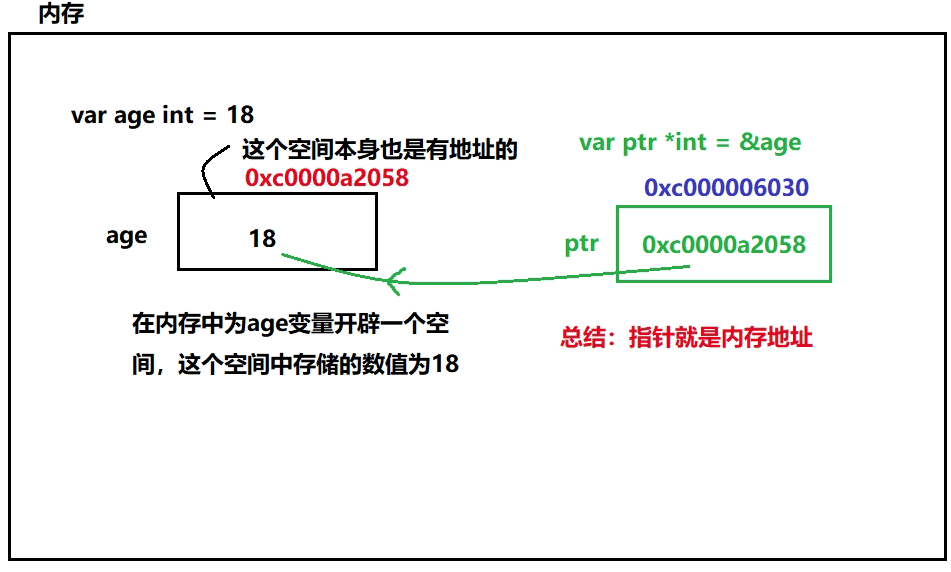 内存
var age int = 18
这个空间本身也是有地址的
0xc0000a2058
age
18
在内存中为age变量开辟一个空
间，这个空间中存储的数值为18
var ptr *int = &age
0xc000006030
ptr
0xc0000a2058
总结：指针就是内存地址